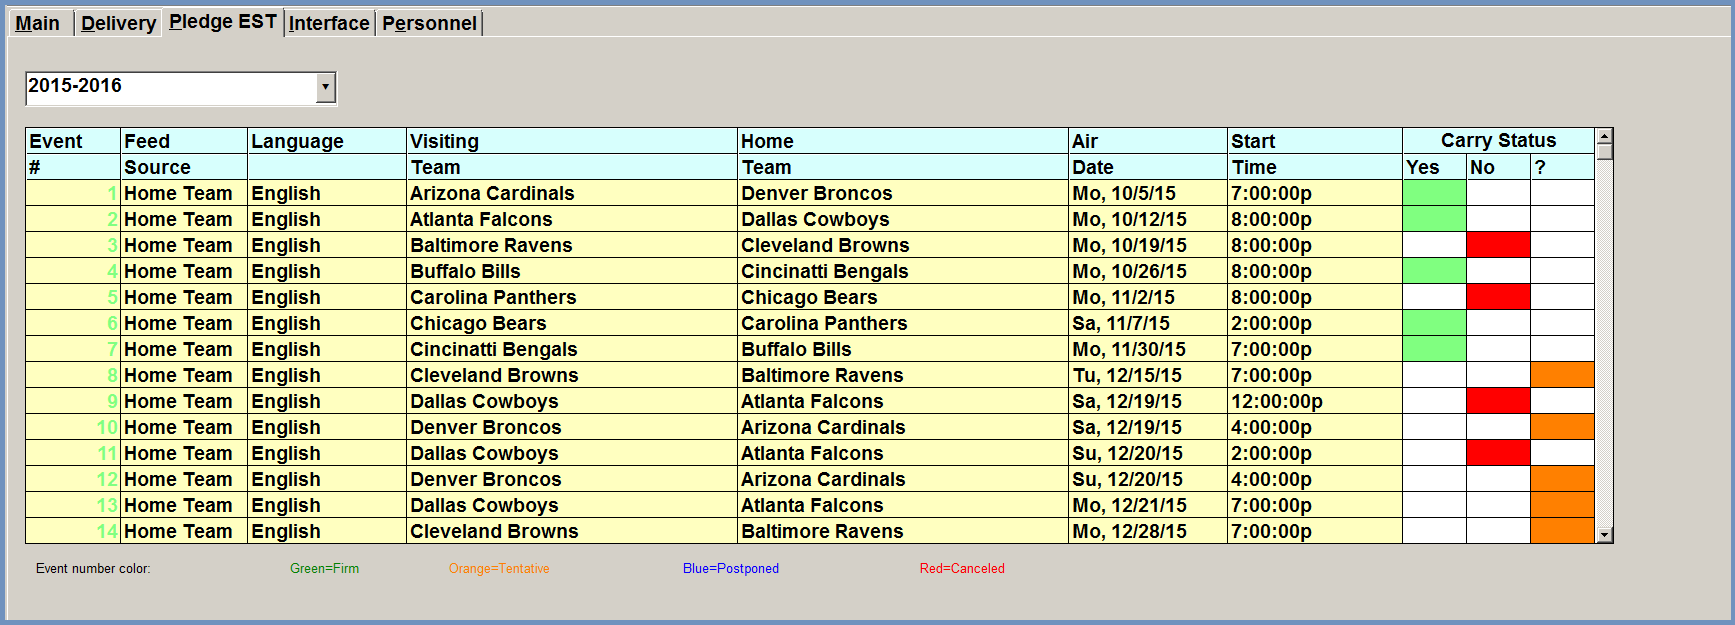 Main Delivery Pledge EST Interface Personnel
2015-2016
Event Feed Language Visiting Home Air Start Carry Status
# Source Team Team Date Time Yes No ?
1 Home Team English Arizona Cardinals Denver Broncos Mo, 10/5/15 7:00:00p
2 Home Team English Atlanta Falcons Dallas Cowboys Mo, 10/12/15 8:00:00p
3 Home Team English Baltimore Ravens Cleveland Browns Mo, 10/19/15 8:00:00p
4 Home Team English Buffalo Bills Cincinatti Bengals Mo, 10/26/15 8:00:00p
5 Home Team English Carolina Panthers Chicago Bears Mo, 11/2/15 8:00:00p
6 Home Team English Chicago Bears Carolina Panthers Sa, 11/7/15 2:00:00p
7 Home Team English Cincinatti Bengals Buffalo Bills Mo, 11/30/15 7:00:00p
8 Home Team English Cleveland Browns Baltimore Ravens Tu, 12/15/15 7:00:00p
9 Home Team English Dallas Cowboys Atlanta Falcons Sa, 12/19/15 12:00:00p
10 Home Team English Denver Broncos Arizona Cardinals Sa, 12/19/15 4:00:00p
11 Home Team English Dallas Cowboys Atlanta Falcons Su, 12/20/15 2:00:00p
12 Home Team English Denver Broncos Arizona Cardinals Su, 12/20/15 4:00:00p
13 Home Team English Dallas Cowboys Atlanta Falcons Mo, 12/21/15 7:00:00p
14 Home Team English Cleveland Browns Baltimore Ravens Mo, 12/28/15 7:00:00p
Event number color: Green=Firm Orange=Tentative Blue=Postponed Red=Canceled